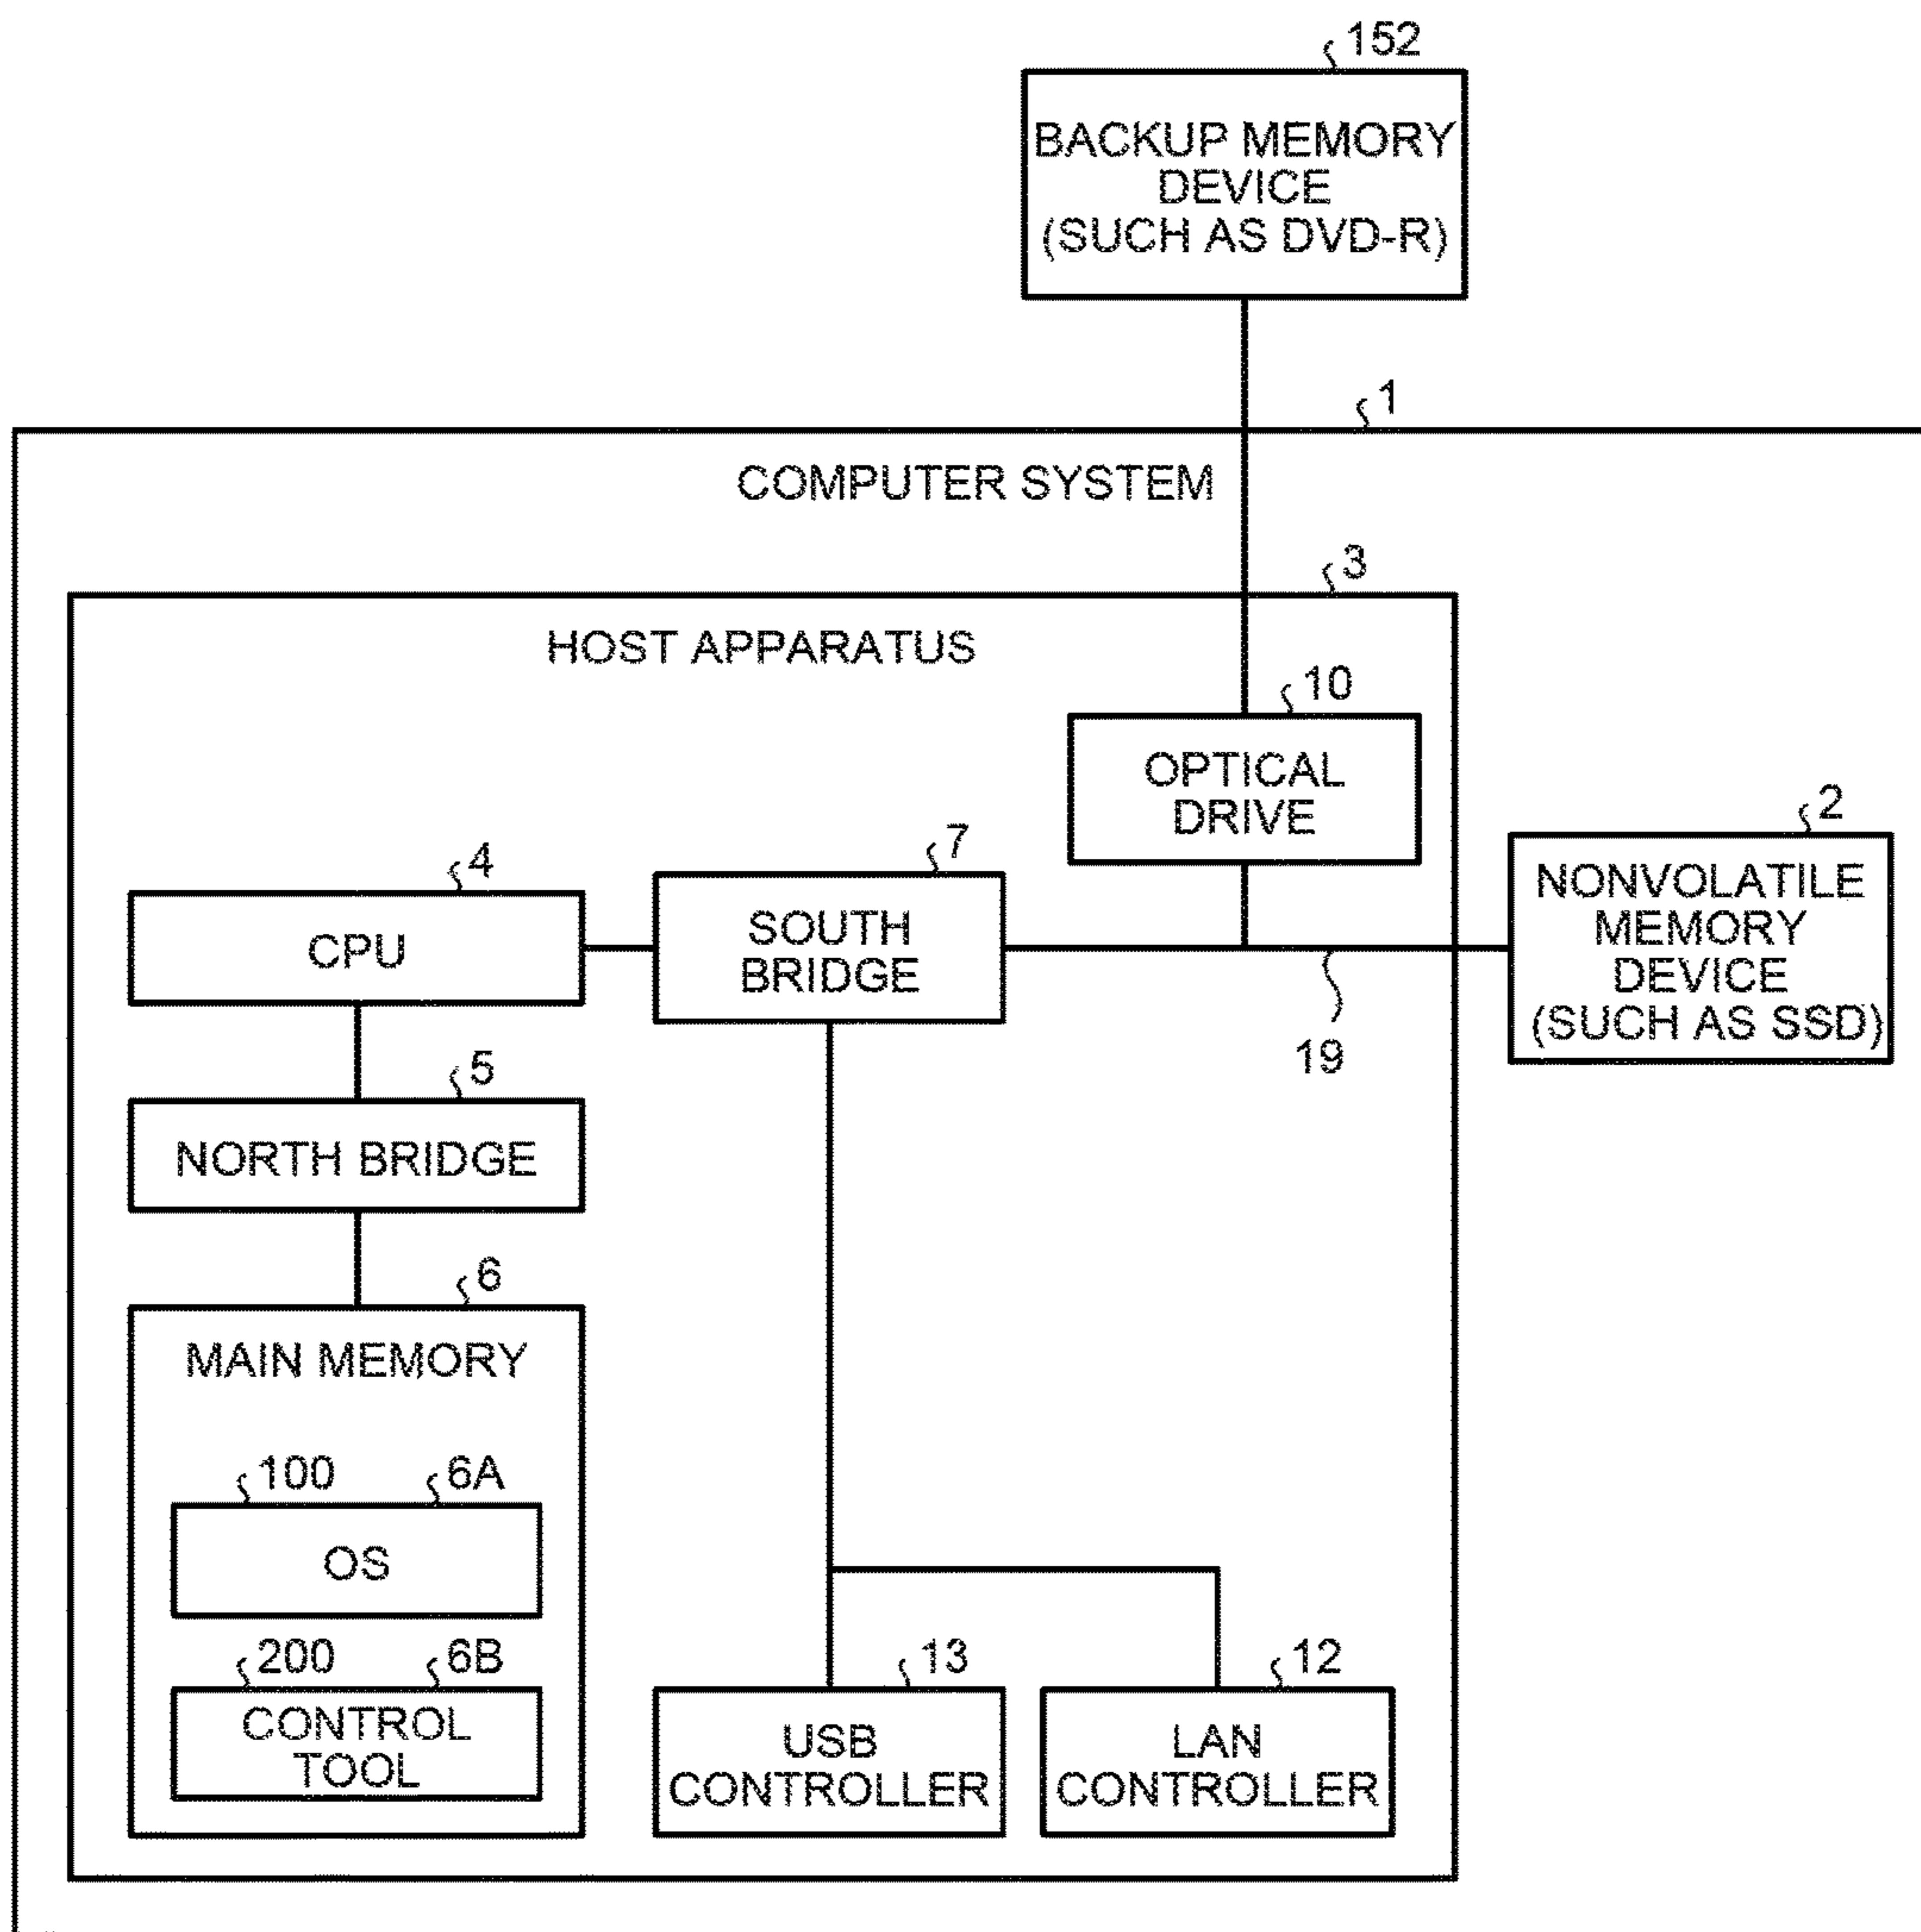 152
BACKUP MEMORY
DEVICE
(SUCH AS DVD-R)
1
COMPUTER SYSTEM
3
HOST APPARATUS
10
OPTICAL
DRIVE
2
NONVOLATILE
MEMORY
DEVICE
(SUCH AS SSD)
4
CPU
7
SOUTH
BRIDGE
19
5
NORTH BRIDGE
6
MAIN MEMORY
100 6A
OS
200 6B
CONTROL
TOOL
13
USB
CONTROLLER
12
LAN
CONTROLLER